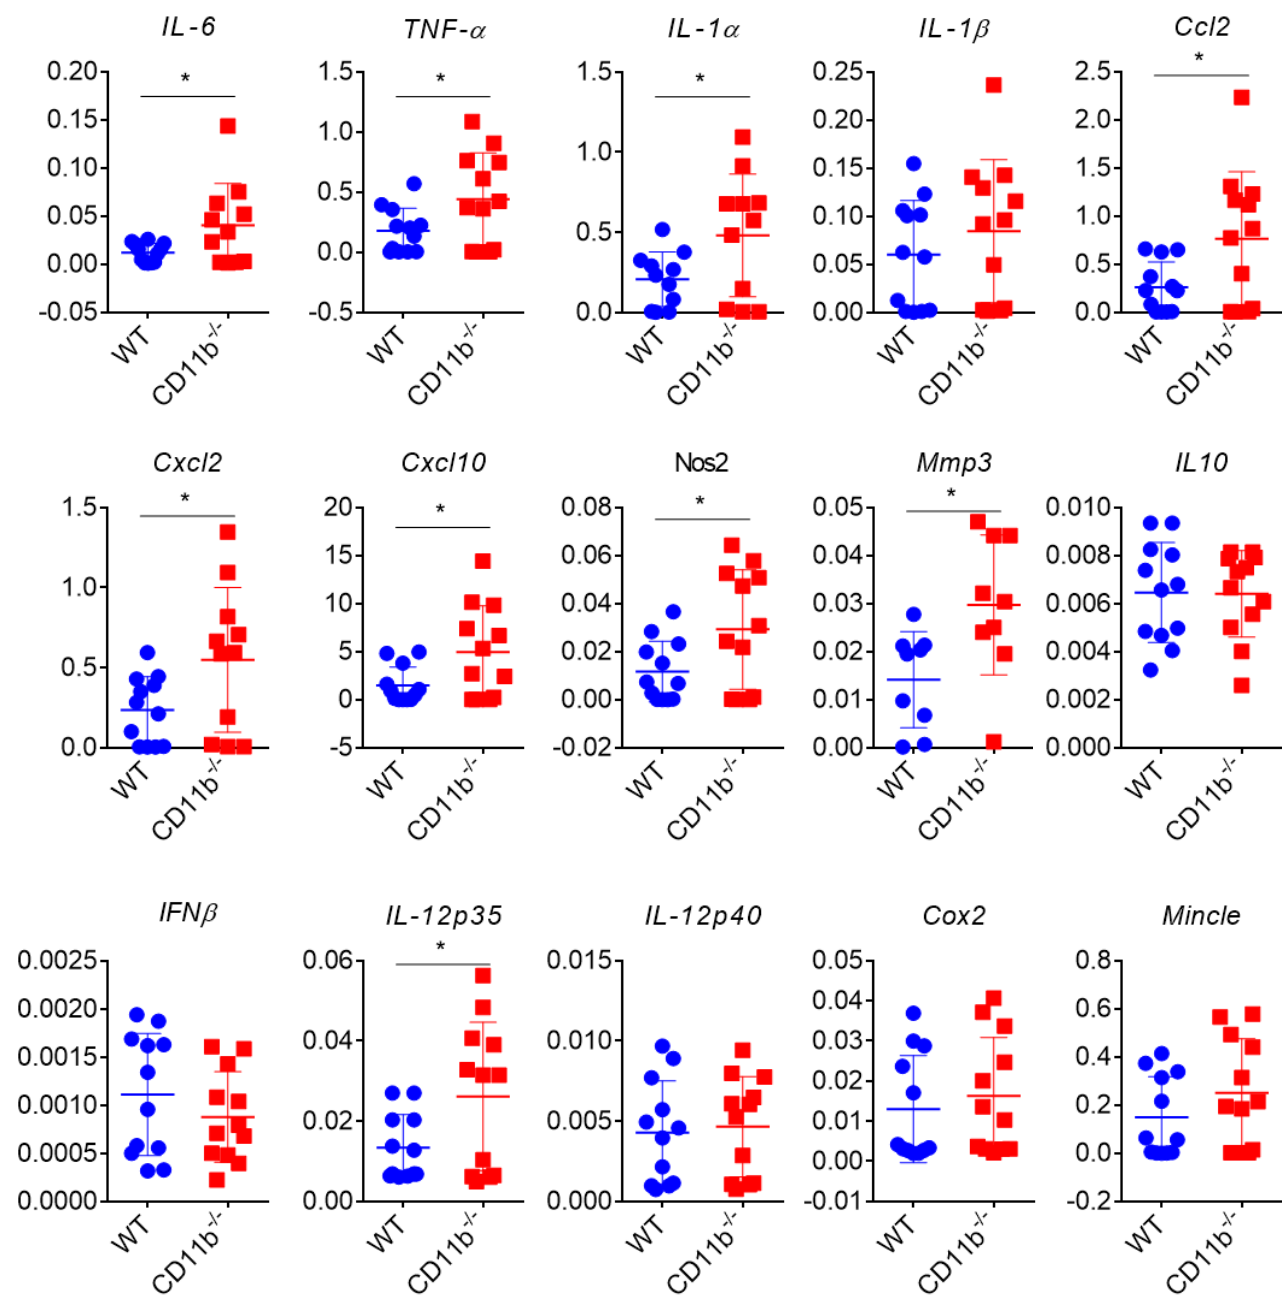 IL-6 TNF-α IL-1α IL-1β Ccl2
* * * *
0.20 1.5 1.5 0.25 2.5
0.15 1.0 1.0 0.20 2.0
0.10 0.5 0.5 0.15 1.5
0.05 0.0 0.0 0.10 1.0
0.00 -0.5 0.05 0.5
-0.05 0.00 0.0
WT CD11b-/- WT CD11b-/- WT CD11b-/- WT CD11b-/- WT CD11b-/-
Cxcl2 Cxcl10 Nos2 Mmp3 IL10
* * * *
1.5 20 0.08 0.05 0.010
1.0 15 0.06 0.04 0.008
0.5 10 0.04 0.03 0.006
0.0 5 0.02 0.02 0.004
0 0.00 0.01 0.002
-5 -0.02 0.00 0.000
WT CD11b-/- WT CD11b-/- WT CD11b-/- WT CD11b-/- WT CD11b-/-
IFNβ IL-12p35 IL-12p40 Cox2 Mincle
*
0.0025 0.06 0.015 0.05 0.8
0.0020 0.04 0.010 0.04 0.6
0.0015 0.02 0.005 0.03 0.4
0.0010 0.00 0.000 0.02 0.2
0.0005 0.01 0.0
0.0000 0.00 -0.2
-0.01
WT CD11b-/- WT CD11b-/- WT CD11b-/- WT CD11b-/- WT CD11b-/-